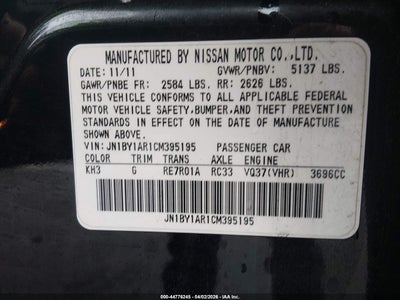 MANUFACTURED BY NISSAN MOTOR CO.,LTD.
DATE: 11/11 GVWR/PNBV: 5137 LBS.
GAWR/PNBE FR: 2584 LBS. RR: 2626 LBS.
THIS VEHICLE CONFORMS TO ALL APPLICABLE FEDERAL
MOTOR VEHICLE SAFETY,BUMPER,AND THEFT PREVENTION
STANDARDS IN EFFECT ON THE DATE OF MANUFACTURE
SHOWN ABOVE.
VIN: JN1BY1AR1CM395195 PASSENGER CAR
COLOR TRIM TRANS AXLE ENGINE
KH3 G RE7R01A RC33 VQ37(VHR) 3696CC
JN1BY1AR1CM395195
000-44776245 - 04/02/2026 - IAA Inc.